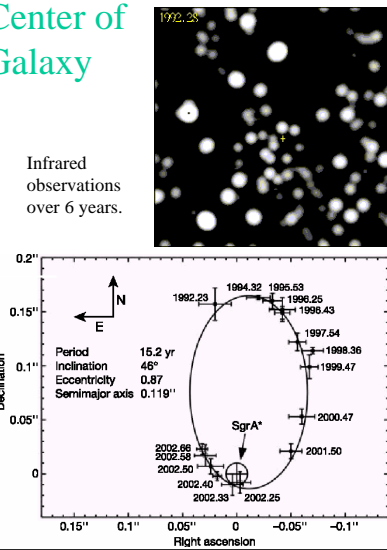 Center of
Galaxy
1992.28
Infrared
observations
over 6 years.
0.2"
0.15"
0.1"
0.05"
0
Declination
N
E
Period 15.2 yr
Inclination 46°
Eccentricity 0.87
Semimajor axis 0.119"
1992.23
1994.32
1995.53
1996.25
1996.43
1997.54
1998.36
1999.47
2000.47
2001.50
SgrA*
2002.66
2002.58
2002.50
2002.40
2002.33
2002.25
0.15" 0.1" 0.05" 0 -0.05" -0.1"
Right ascension